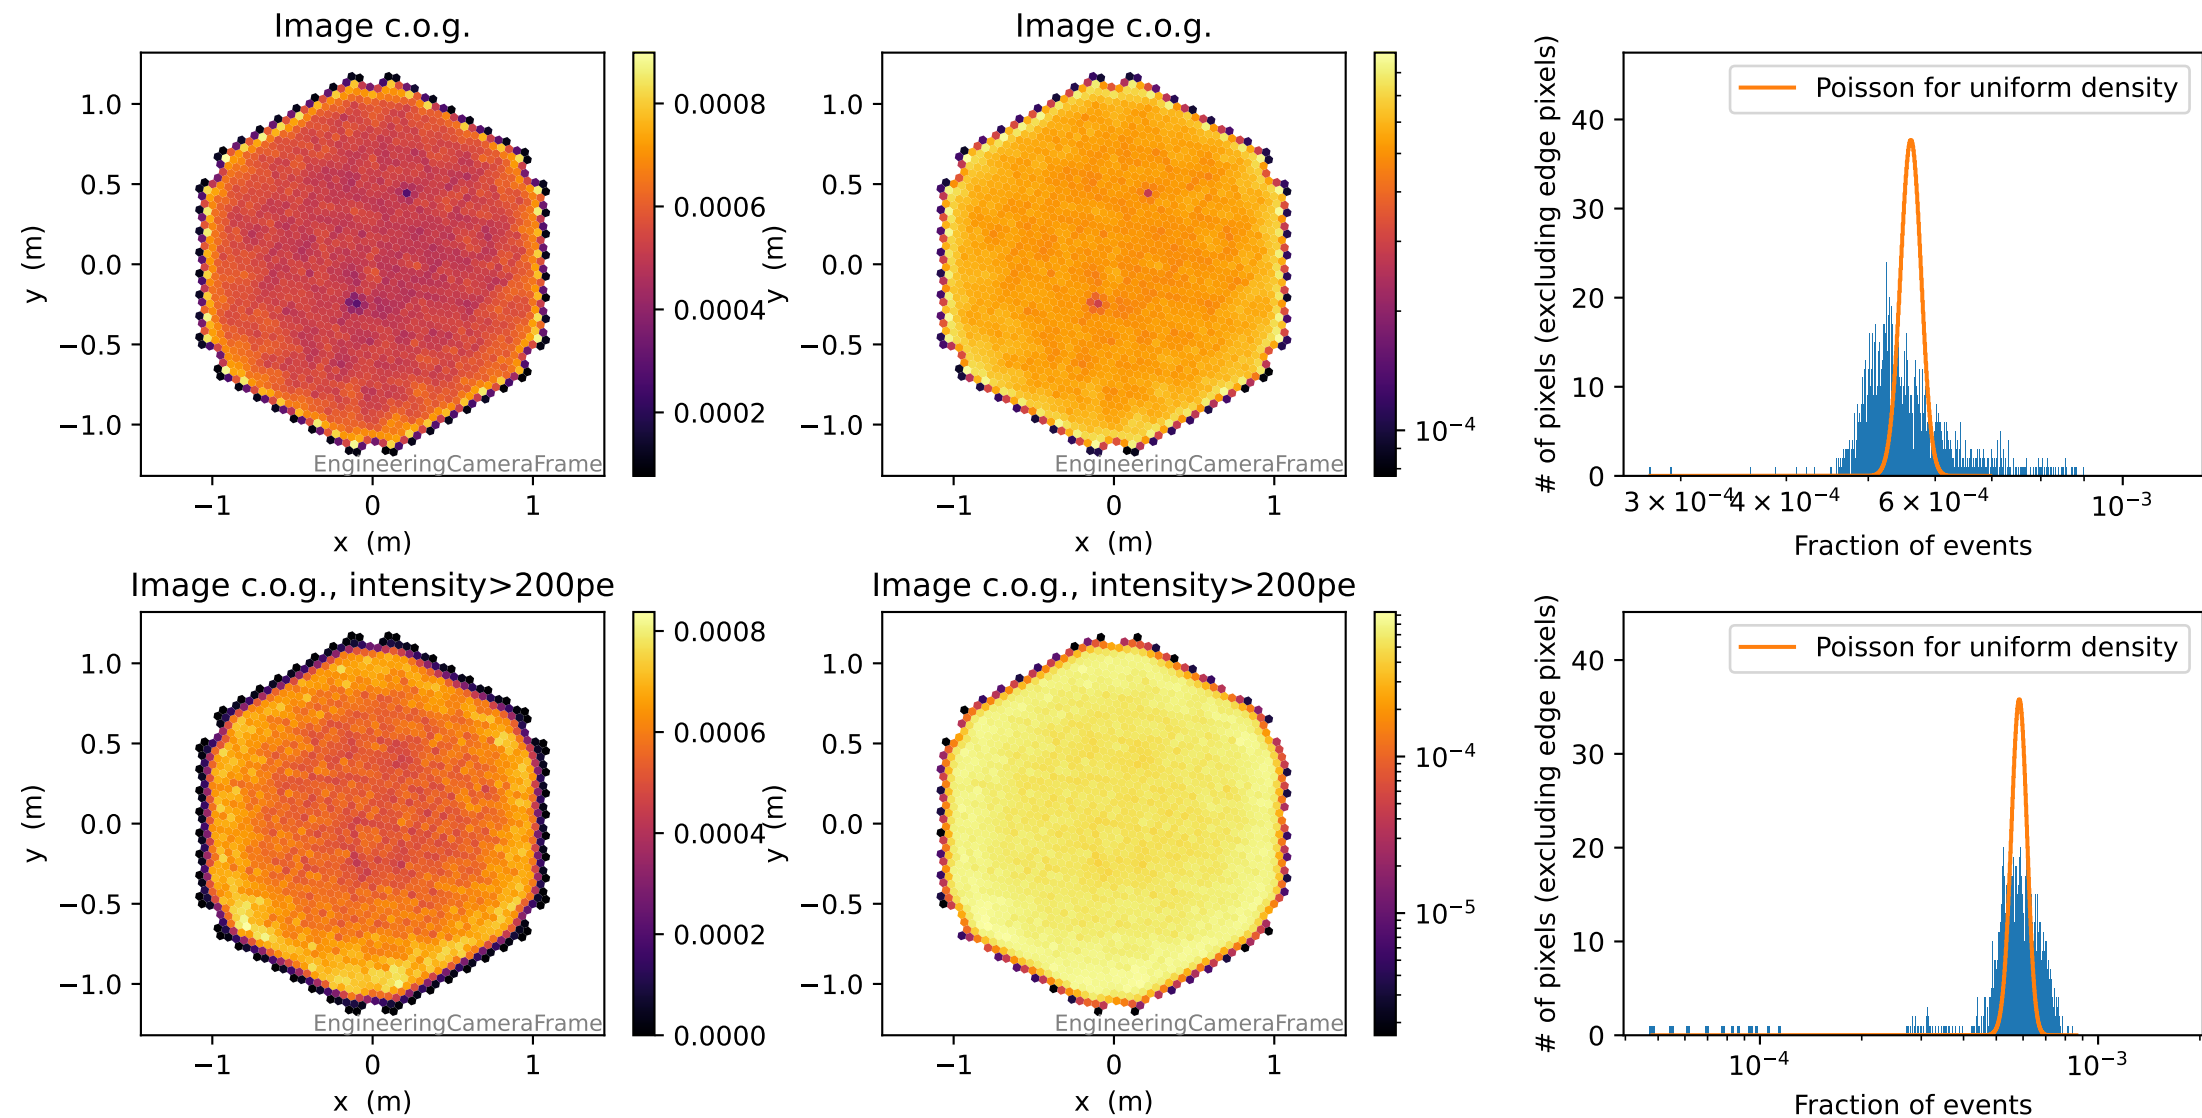 Image c.o.g.
1.0
0.5
0.0
−0.5
−1.0
y (m)
EngineeringCameraFrame
−1
0
1
x (m)
0.0008
0.0006
0.0004
0.0002
Image c.o.g.
1.0
0.5
0.0
−0.5
−1.0
y (m)
EngineeringCameraFrame
−1
0
1
x (m)
10⁻⁴
Poisson for uniform density
# of pixels (excluding edge pixels)
40
30
20
10
0
3 × 10⁻⁴
4 × 10⁻⁴
6 × 10⁻⁴
10⁻³
Fraction of events
Image c.o.g., intensity>200pe
1.0
0.5
0.0
−0.5
−1.0
y (m)
EngineeringCameraFrame
−1
0
1
x (m)
0.0008
0.0006
0.0004
0.0002
0.0000
Image c.o.g., intensity>200pe
1.0
0.5
0.0
−0.5
−1.0
y (m)
EngineeringCameraFrame
−1
0
1
x (m)
10⁻⁴
10⁻⁵
Poisson for uniform density
# of pixels (excluding edge pixels)
40
30
20
10
0
10⁻⁴
10⁻³
Fraction of events